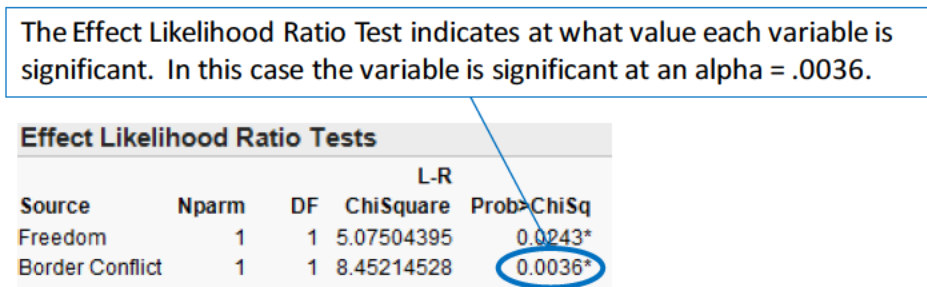 The Effect Likelihood Ratio Test indicates at what value each variable is
significant. In this case the variable is significant at an alpha = .0036.
Effect Likelihood Ratio Tests
L-R
Source Nparm DF ChiSquare Prob>ChiSq
Freedom 1 1 5.07504395 0.0243*
Border Conflict 1 1 8.45214528 0.0036*